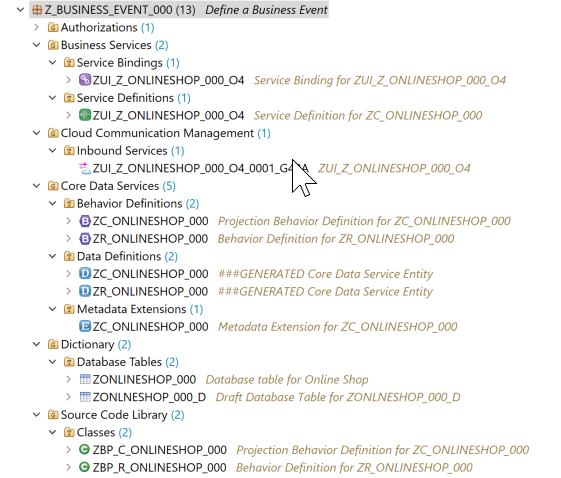 Z_BUSINESS_EVENT_000 (13) Define a Business Event
Authorizations (1)
Business Services (2)
Service Bindings (1)
ZUI_Z_ONLINESHOP_000_O4 Service Binding for ZUI_Z_ONLINESHOP_000_O4
Service Definitions (1)
ZUI_Z_ONLINESHOP_000_O4 Service Definition for ZC_ONLINESHOP_000
Cloud Communication Management (1)
Inbound Services (1)
ZUI_Z_ONLINESHOP_000_O4 ZUI_Z_ONLINESHOP_000_O4
Core Data Services (5)
Behavior Definitions (2)
ZC_ONLINESHOP_000 Projection Behavior Definition for ZC_ONLINESHOP_000
ZR_ONLINESHOP_000 Behavior Definition for ZR_ONLINESHOP_000
Data Definitions (2)
ZC_ONLINESHOP_000 ###GENERATED Core Data Service Entity
ZR_ONLINESHOP_000 ###GENERATED Core Data Service Entity
Metadata Extensions (1)
ZC_ONLINESHOP_000 Metadata Extension for ZC_ONLINESHOP_000
Dictionary (2)
Database Tables (2)
ZONLINESHOP_000 Database table for Online Shop
ZONLNESHOP_000_D Draft Database Table for ZONLNESHOP_000_D
Source Code Library (2)
Classes (2)
ZBP_C_ONLINESHOP_000 Projection Behavior Definition for ZC_ONLINESHOP_000
ZBP_R_ONLINESHOP_000 Behavior Definition for ZR_ONLINESHOP_000